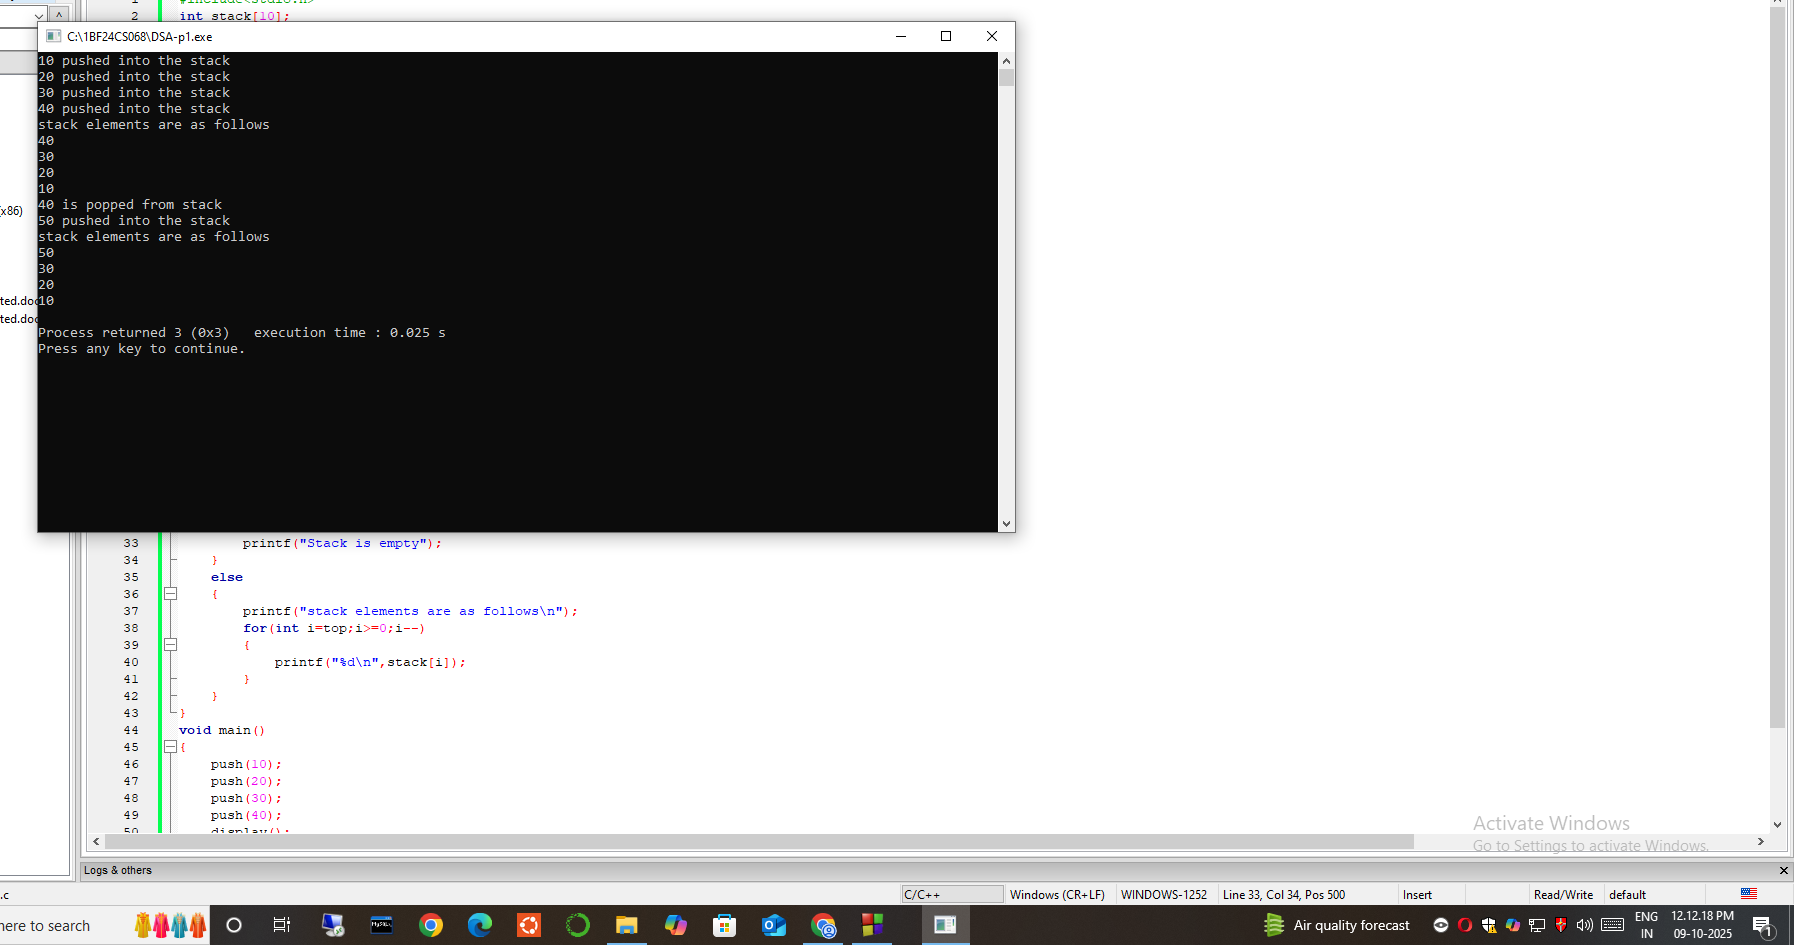 1 #include<stdio.h>
2 int stack[10];
C:\1BF24CS068\DSA-p1.exe
10 pushed into the stack
20 pushed into the stack
30 pushed into the stack
40 pushed into the stack
stack elements are as follows
40
30
20
10
40 is popped from stack
50 pushed into the stack
stack elements are as follows
50
30
20
10
Process returned 3 (0x3)   execution time : 0.025 s
Press any key to continue.
x86)
ted.doc
ted.doc
33 printf("Stack is empty");
34 }
35 else
36 {
37 printf("stack elements are as follows\n");
38 for(int i=top;i>=0;i--)
39 {
40 printf("%d\n",stack[i]);
41 }
42 }
43 }
44 void main()
45 {
46 push(10);
47 push(20);
48 push(30);
49 push(40);
50 display();
Activate Windows
Go to Settings to activate Windows.
Logs & others
.c
C/C++ Windows (CR+LF) WINDOWS-1252 Line 33, Col 34, Pos 500 Insert Read/Write default
here to search
MySQL
Air quality forecast
ENG
IN
12.12.18 PM
09-10-2025
1